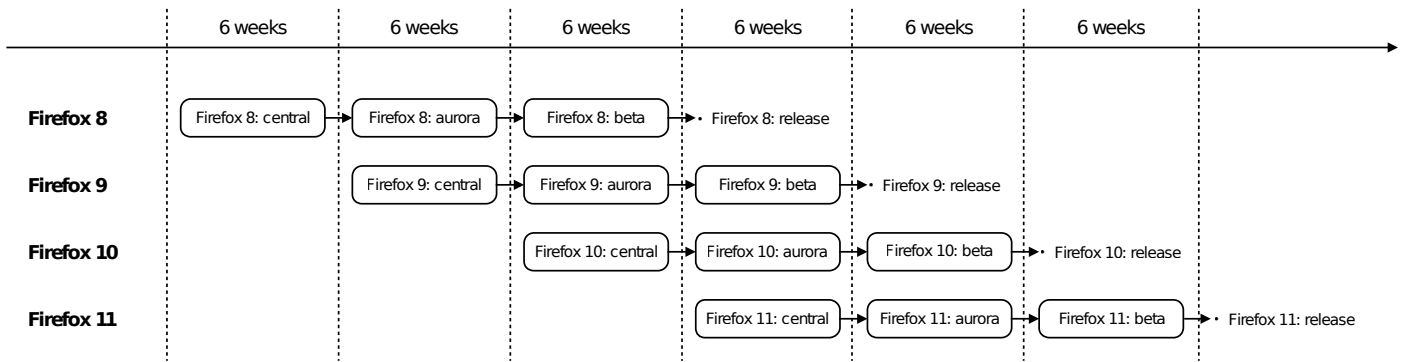 6 weeks 6 weeks 6 weeks 6 weeks 6 weeks 6 weeks
Firefox 8 Firefox 8: central Firefox 8: aurora Firefox 8: beta Firefox 8: release
Firefox 9 Firefox 9: central Firefox 9: aurora Firefox 9: beta Firefox 9: release
Firefox 10 Firefox 10: central Firefox 10: aurora Firefox 10: beta Firefox 10: release
Firefox 11 Firefox 11: central Firefox 11: aurora Firefox 11: beta Firefox 11: release